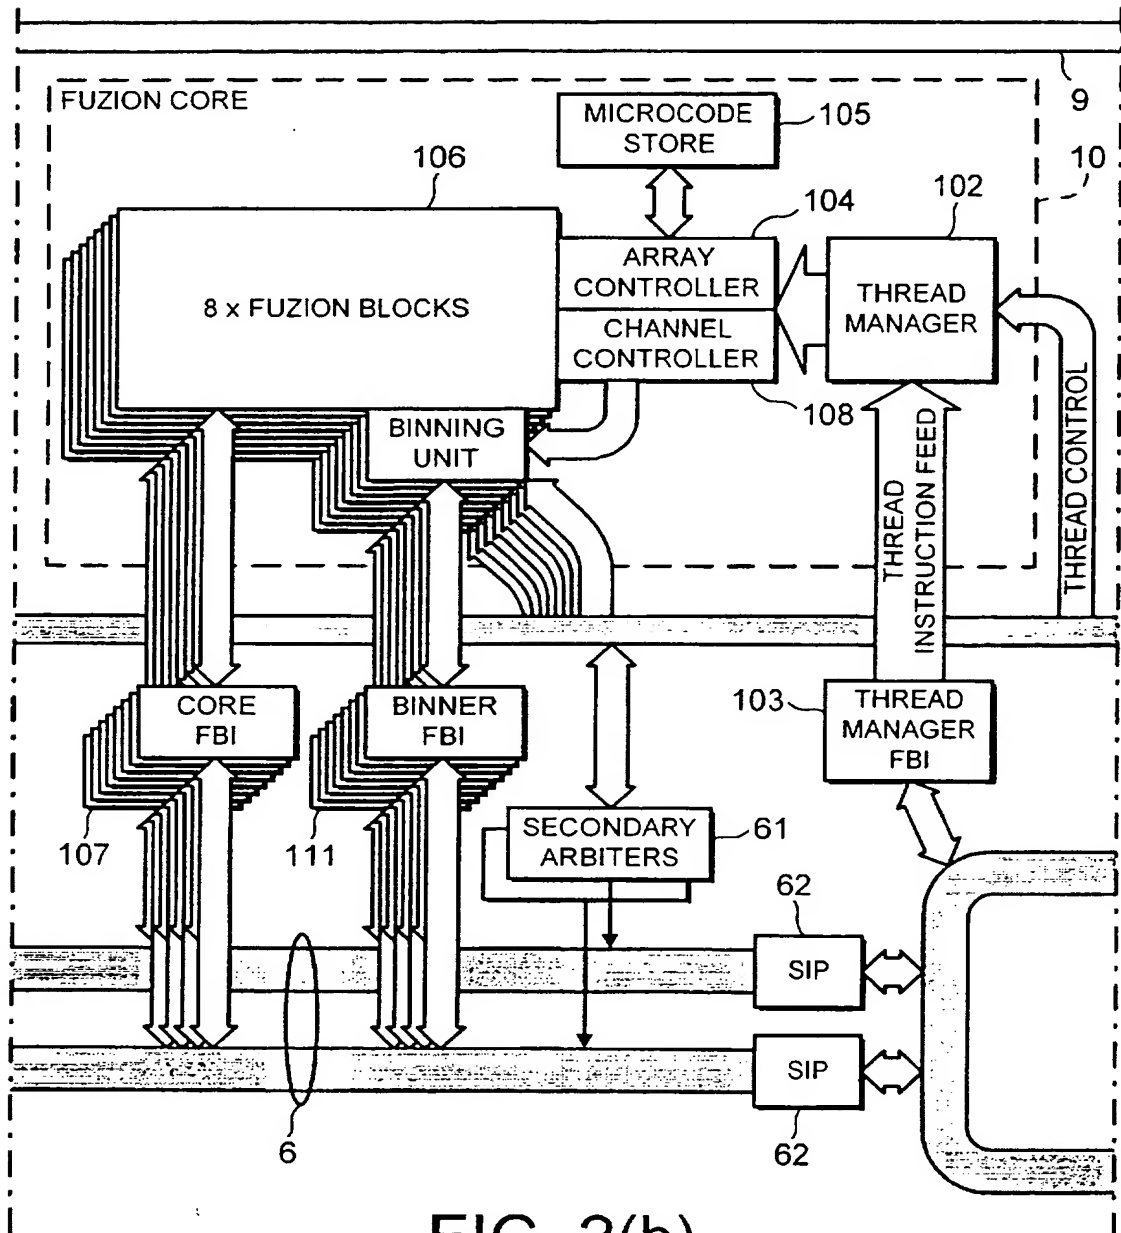 9
FUZION CORE
MICROCODE
STORE
105
10
106
104
102
ARRAY
CONTROLLER
8 x FUZION BLOCKS
THREAD
MANAGER
CHANNEL
CONTROLLER
108
BINNING
UNIT
THREAD
INSTRUCTION FEED
THREAD CONTROL
CORE
FBI
BINNER
FBI
103
THREAD
MANAGER
FBI
107
111
SECONDARY
ARBITERS
61
62
SIP
SIP
6
62